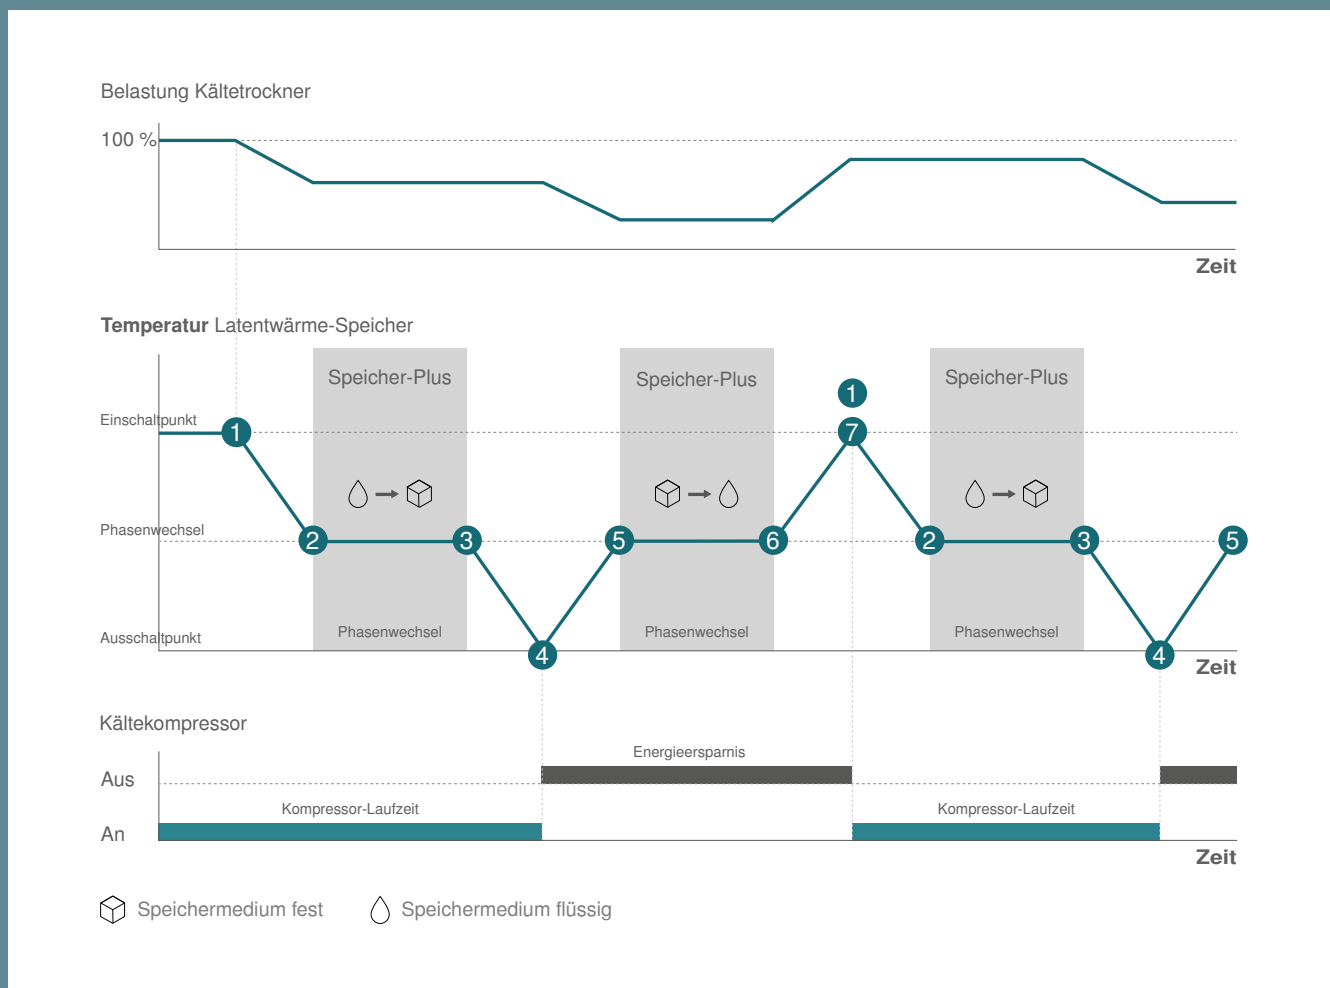 Belastung Kältetrockner
100 %
Zeit
Temperatur Latentwärme-Speicher
Speicher-Plus Speicher-Plus Speicher-Plus
1
Einschaltpunkt 1 7
Phasenwechsel 2 3 5 6 2 3 5
Ausschaltpunkt Phasenwechsel Phasenwechsel Phasenwechsel
4 4
Zeit
Kältekompressor
Energieersparnis
Aus
Kompressor-Laufzeit Kompressor-Laufzeit
An
Zeit
Speichermedium fest Speichermedium flüssig